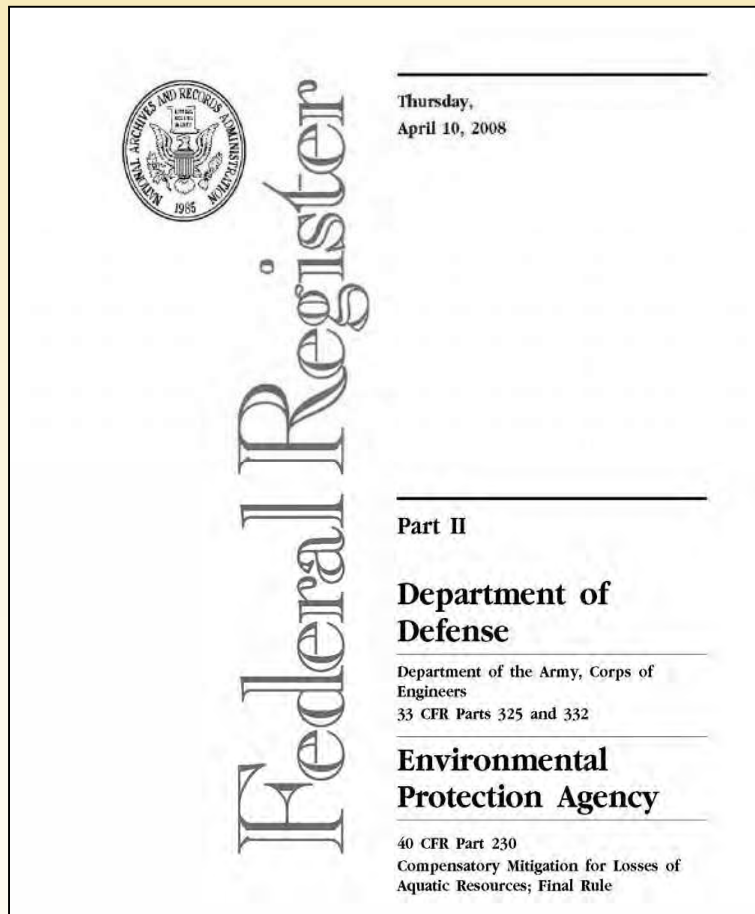 NATIONAL ARCHIVES AND RECORDS ADMINISTRATION
1985
Federal Register
Thursday,
April 10, 2008
Part II
Department of
Defense
Department of the Army, Corps of
Engineers
33 CFR Parts 325 and 332
Environmental
Protection Agency
40 CFR Part 230
Compensatory Mitigation for Losses of
Aquatic Resources; Final Rule